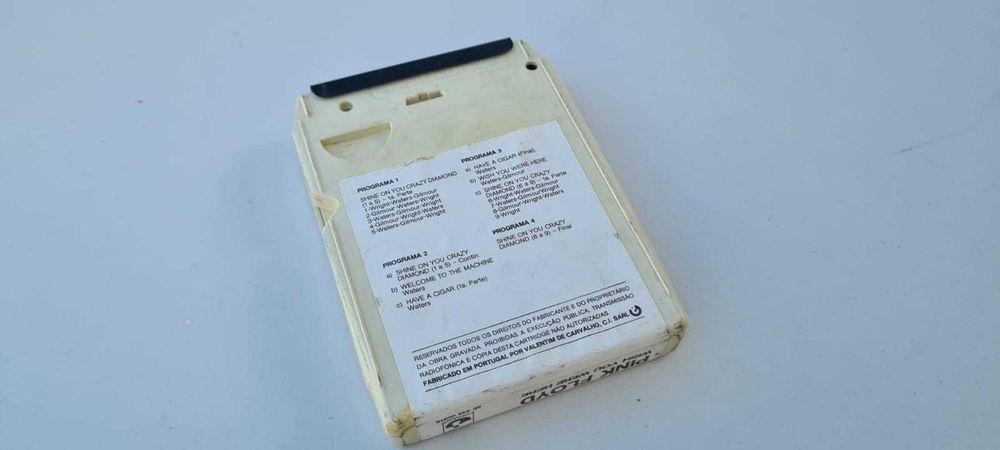 PROGRAMA 1
SHINE ON YOU CRAZY DIAMOND
(1 a 5) – 1a. Parte
1-Wright-Waters-Gilmour
2-Gilmour-Waters-Wright
3-Waters-Gilmour-Wright
4-Gilmour-Wright-Waters
5-Waters-Gilmour-Wright
PROGRAMA 2
a) SHINE ON YOU CRAZY
DIAMOND (1 a 5) – Contin.
b) WELCOME TO THE MACHINE
Waters
c) HAVE A CIGAR (1a. Parte)
Waters
PROGRAMA 3
a) HAVE A CIGAR (Final)
Waters
b) WISH YOU WERE HERE
Waters-Gilmour
c) SHINE ON YOU CRAZY
DIAMOND (6 a 9) – 1a. Parte
6-Wright-Waters-Gilmour
7-Waters-Gilmour-Wright
8-Gilmour-Wright-Waters
9-Wright
PROGRAMA 4
SHINE ON YOU CRAZY
DIAMOND (6 a 9) – Final
RESERVADOS TODOS OS DIREITOS DO FABRICANTE E DO PROPRIETÁRIO
DA OBRA GRAVADA. PROIBIDAS A EXECUÇÃO PÚBLICA, TRANSMISSÃO
RADIOFÓNICA E CÓPIA DESTA CARTRIDGE NÃO AUTORIZADAS.
FABRICADO EM PORTUGAL POR VALENTIM DE CARVALHO, C.I. SARL
PINK FLOYD
WISH YOU WERE HERE